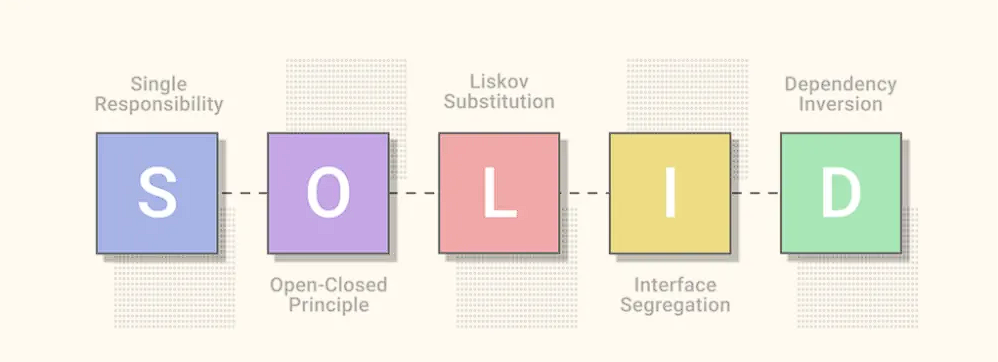 Single
Responsibility
Liskov
Substitution
Dependency
Inversion
S O L I D
Open-Closed
Principle
Interface
Segregation